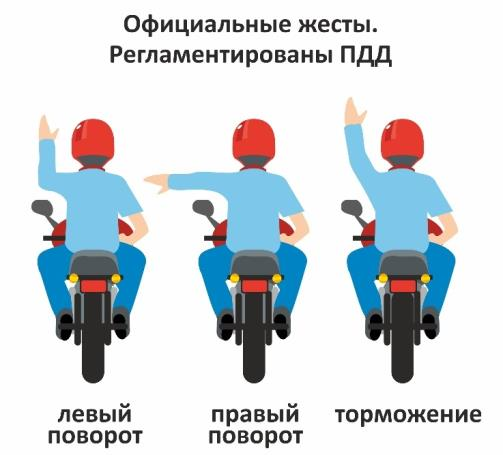 Официальные жесты.
Регламентированы ПДД
левый
поворот
правый
поворот
торможение